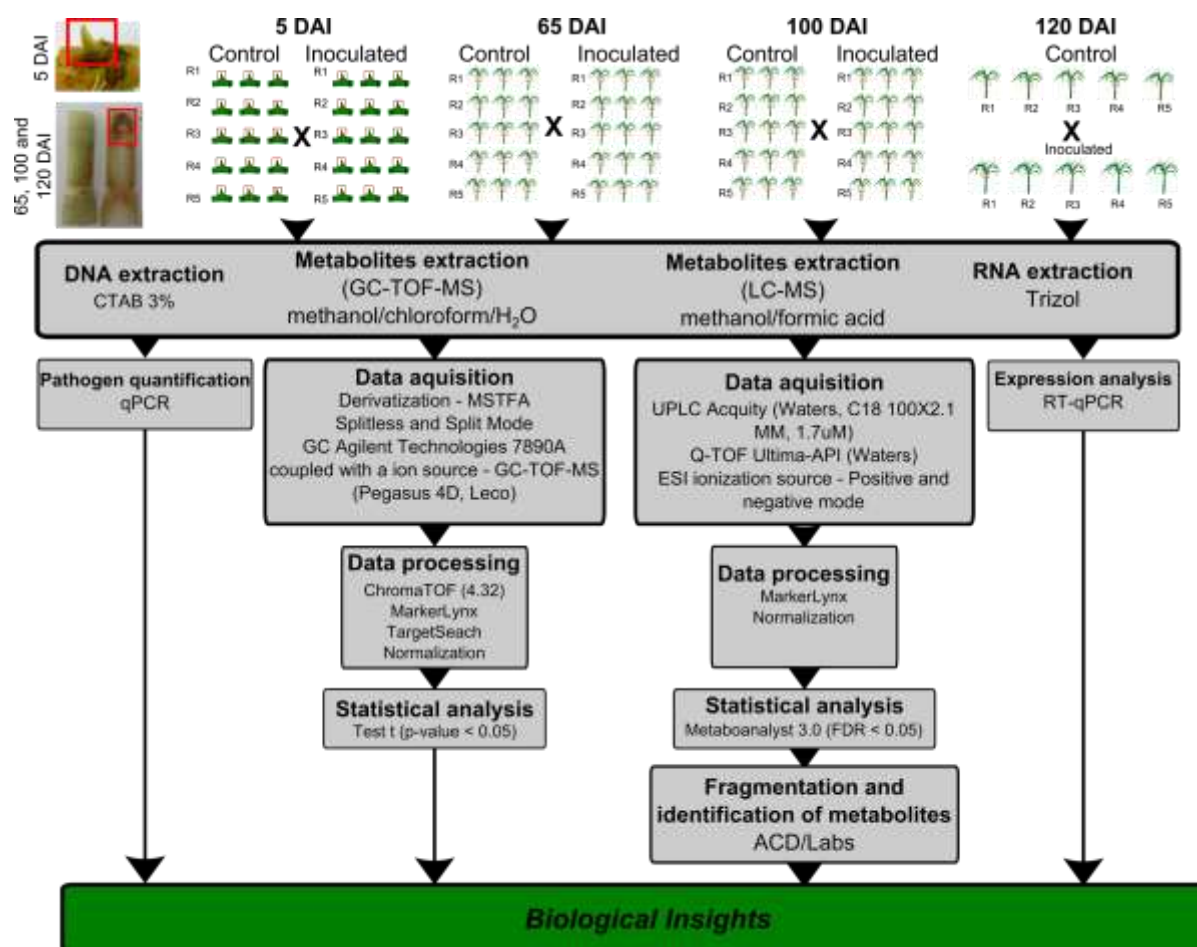 5 DAI
65, 100 and
120 DAI
5 DAI
Control Inoculated
R1
R2
R3
R4
R5
X
R1
R2
R3
R4
R5
65 DAI
Control Inoculated
R1
R2
R3
R4
R5
X
R1
R2
R3
R4
R5
100 DAI
Control Inoculated
R1
R2
R3
R4
R5
X
R1
R2
R3
R4
R5
120 DAI
Control
R1 R2 R3 R4 R5
X
Inoculated
R1 R2 R3 R4 R5
DNA extraction
CTAB 3%
Metabolites extraction
(GC-TOF-MS)
methanol/chloroform/H₂O
Metabolites extraction
(LC-MS)
methanol/formic acid
RNA extraction
Trizol
Pathogen quantification
qPCR
Data aquisition
Derivatization - MSTFA
Splitless and Split Mode
GC Agilent Technologies 7890A
coupled with a ion source - GC-TOF-MS
(Pegasus 4D, Leco)
Data aquisition
UPLC Acquity (Waters, C18 100X2.1
MM, 1.7uM)
Q-TOF Ultima-API (Waters)
ESI ionization source - Positive and
negative mode
Expression analysis
RT-qPCR
Data processing
ChromaTOF (4.32)
MarkerLynx
TargetSeach
Normalization
Data processing
MarkerLynx
Normalization
Statistical analysis
Test t (p-value < 0.05)
Statistical analysis
Metaboanalyst 3.0 (FDR < 0.05)
Fragmentation and
identification of metabolites
ACD/Labs
Biological Insights